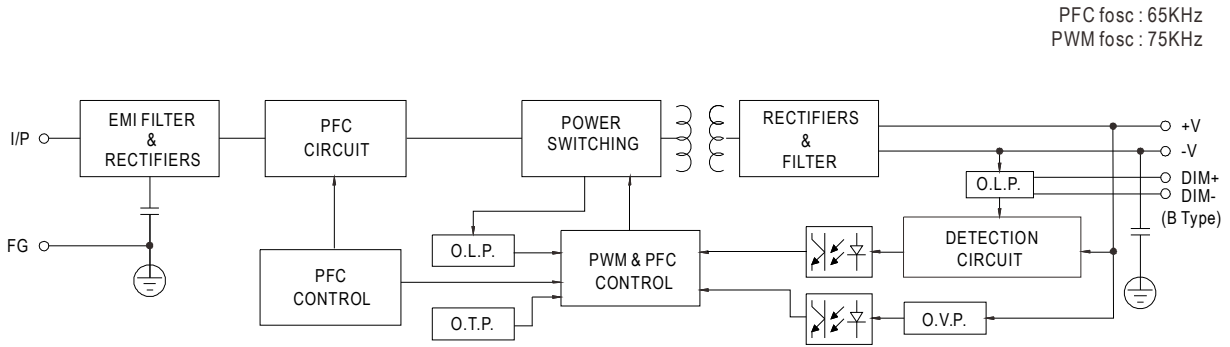 PFC fosc : 65KHz
PWM fosc : 75KHz
I/P
EMI FILTER
&
RECTIFIERS
PFC
CIRCUIT
POWER
SWITCHING
RECTIFIERS
&
FILTER
+V
-V
DIM+
DIM-
(B Type)
O.L.P.
FG
PFC
CONTROL
O.L.P.
O.T.P.
PWM & PFC
CONTROL
DETECTION
CIRCUIT
O.V.P.